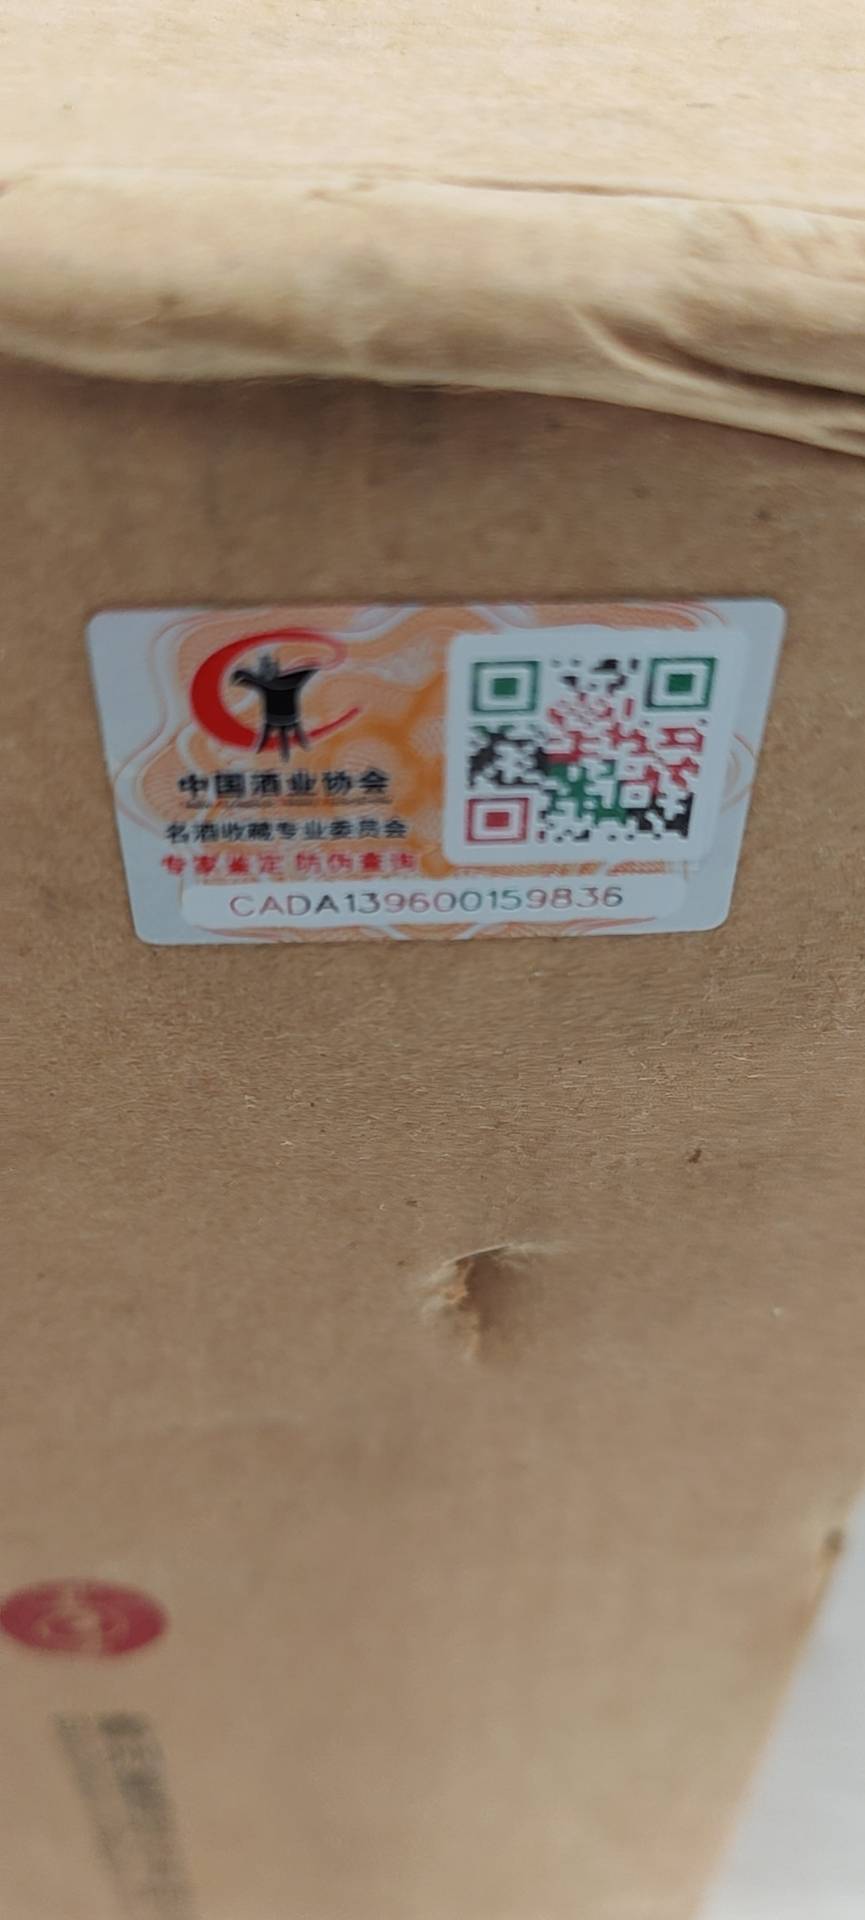 中国酒业协会
名酒收藏专业委员会
专家鉴定 防伪查询
CADA139600159836